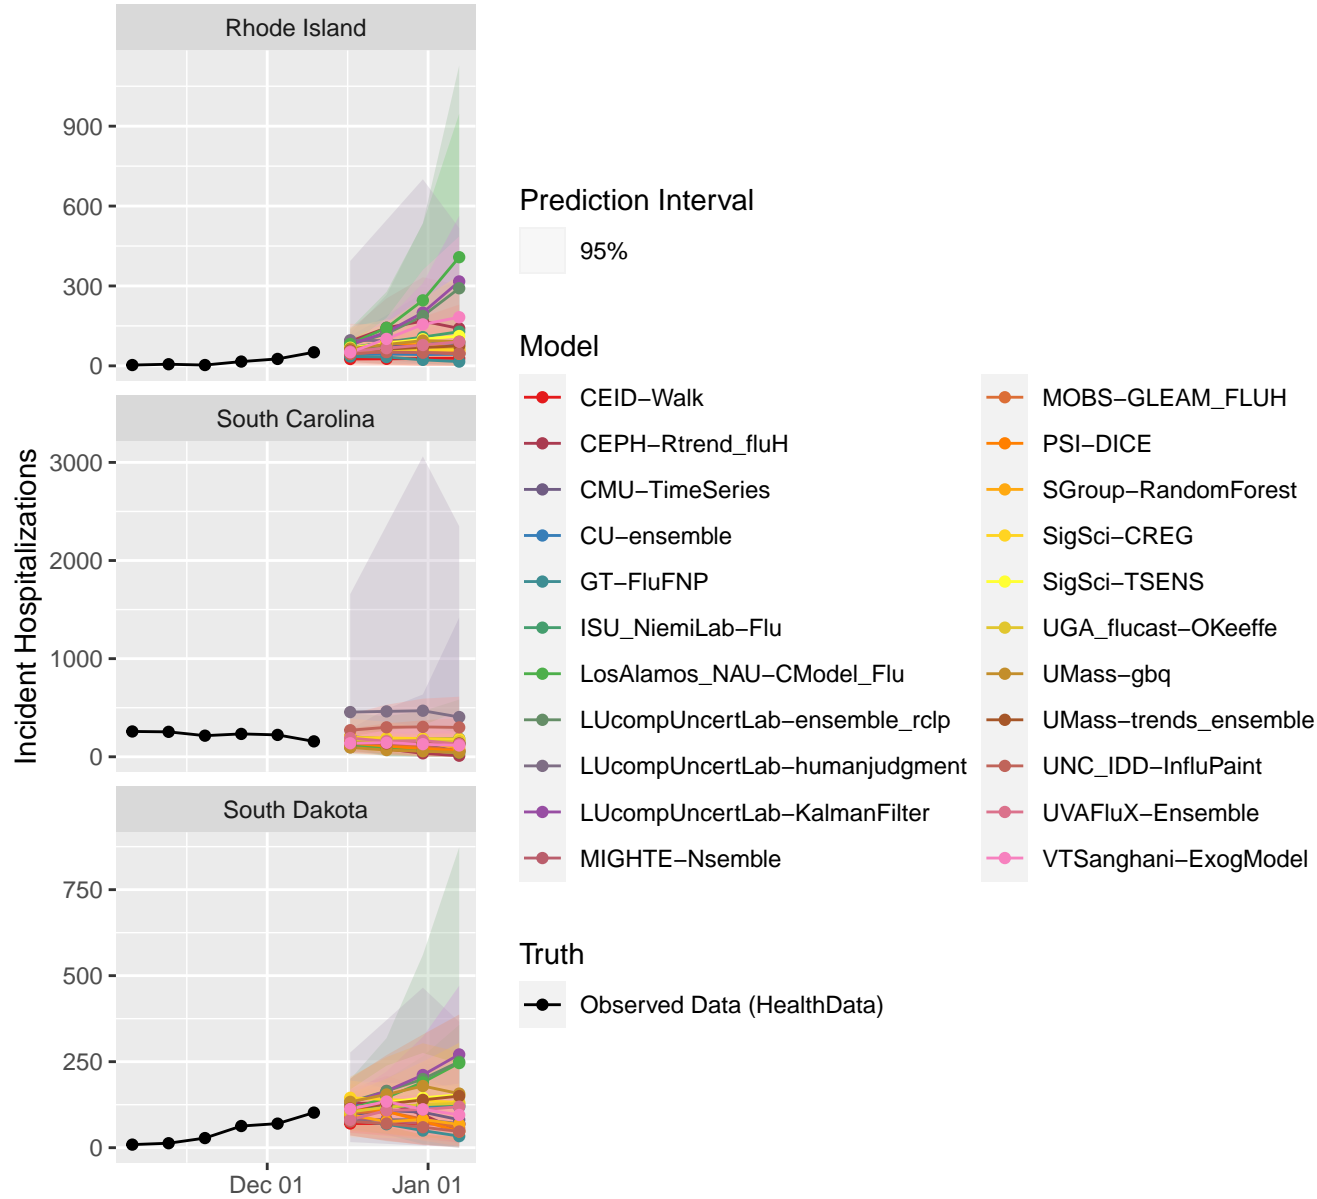 Rhode Island
900
600
300
0
South Carolina
3000
2000
1000
0
South Dakota
750
500
250
0
Dec 01
Jan 01
Incident Hospitalizations
Prediction Interval
95%
Model
CEID−Walk
CEPH−Rtrend_fluH
CMU−TimeSeries
CU−ensemble
GT−FluFNP
ISU_NiemiLab−Flu
LosAlamos_NAU−CModel_Flu
LUcompUncertLab−ensemble_rclp
LUcompUncertLab−humanjudgment
LUcompUncertLab−KalmanFilter
MIGHTE−Nsemble
MOBS−GLEAM_FLUH
PSI−DICE
SGroup−RandomForest
SigSci−CREG
SigSci−TSENS
UGA_flucast−OKeeffe
UMass−gbq
UMass−trends_ensemble
UNC_IDD−InfluPaint
UVAFluX−Ensemble
VTSanghani−ExogModel
Truth
Observed Data (HealthData)